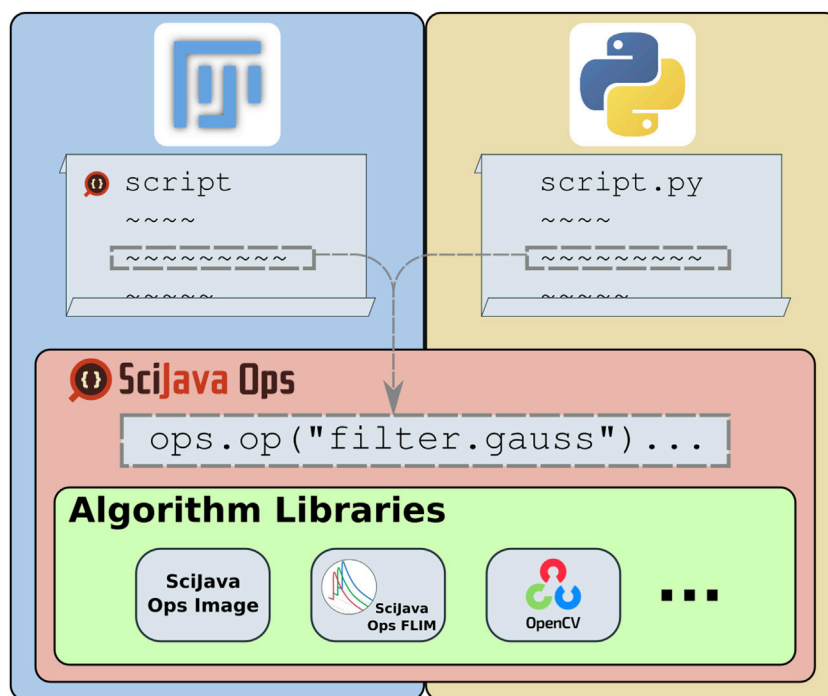 script
~~~~
~~~~~~~~~
~~~~~
script.py
~~~~
~~~~~~~~~
~~~~~
{} SciJava Ops
ops.op("filter.gauss")...
Algorithm Libraries
SciJava
Ops Image
SciJava
Ops FLIM
OpenCV
...